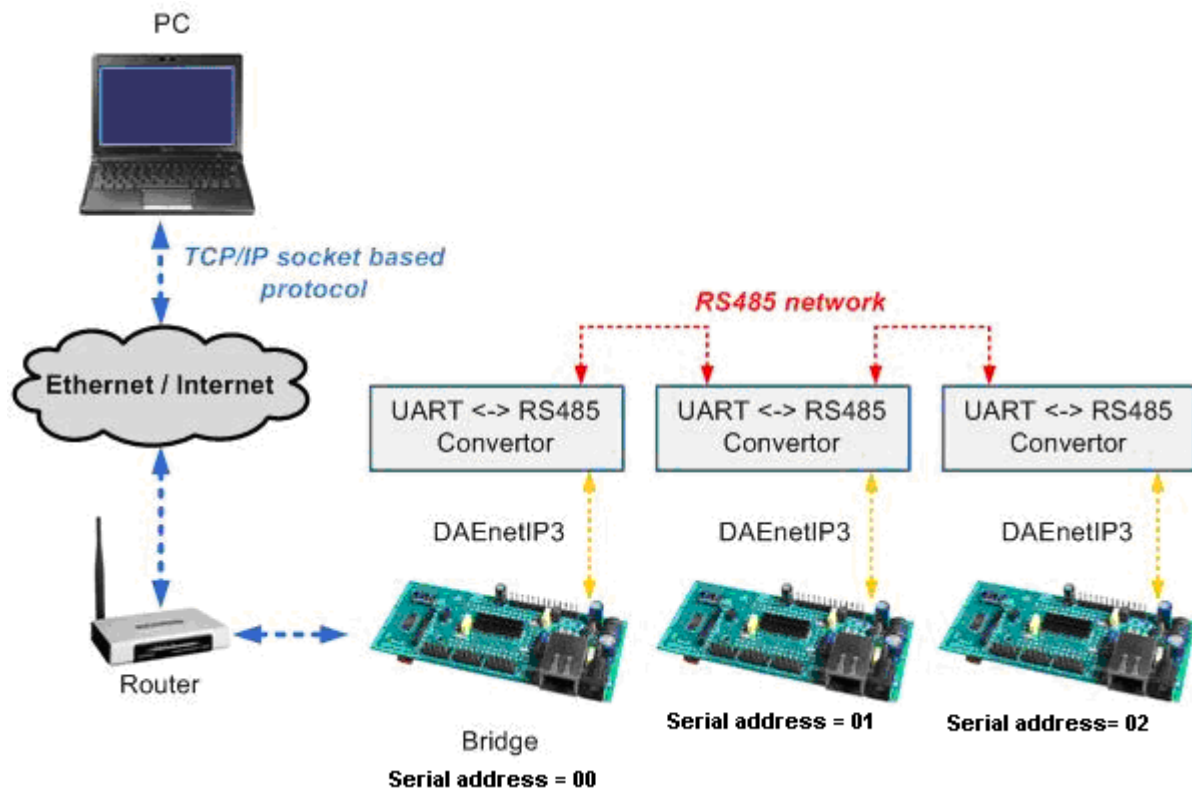 PC
TCP/IP socket based
protocol
Ethernet / Internet
RS485 network
UART <-> RS485
Convertor
UART <-> RS485
Convertor
UART <-> RS485
Convertor
DAEnetIP3
DAEnetIP3
DAEnetIP3
Router
Bridge
Serial address = 00
Serial address = 01
Serial address= 02